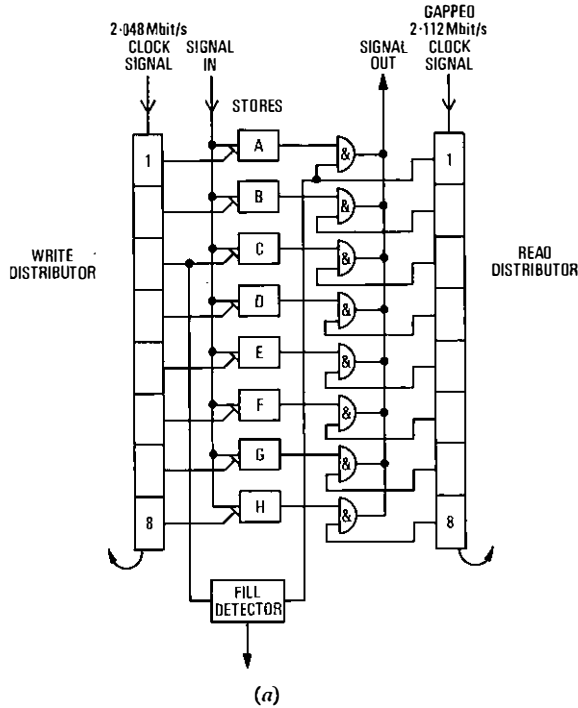 2·048 Mbit/s
CLOCK
SIGNAL
SIGNAL
IN
SIGNAL
OUT
GAPPED
2·112 Mbit/s
CLOCK
SIGNAL
STORES
1
A
&
1
B
&
WRITE
DISTRIBUTOR
C
&
READ
DISTRIBUTOR
D
&
E
&
F
&
G
&
8
H
&
8
FILL
DETECTOR
(a)